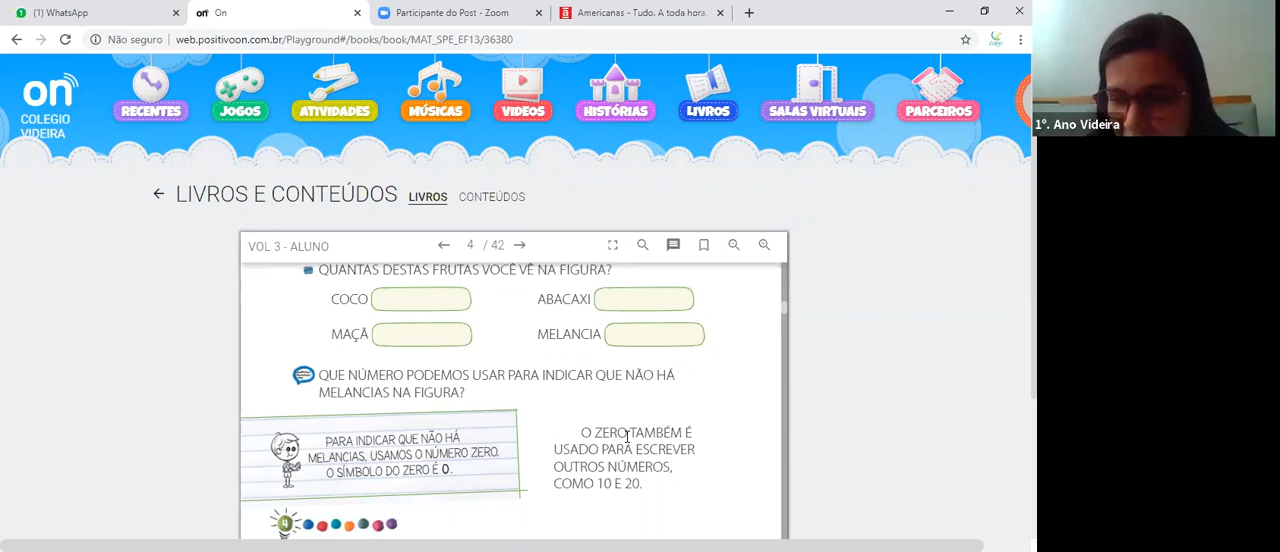 (1) WhatsApp
On
Participante do Post - Zoom
Americanas - Tudo. A toda hora.
Não seguro
web.positivoon.com.br/Playground#/books/book/MAT_SPE_EF13/36380
on
COLEGIO
VIDEIRA
RECENTES
JOGOS
ATIVIDADES
MÚSICAS
VIDEOS
HISTÓRIAS
LIVROS
SALAS VIRTUAIS
PARCEIROS
1º. Ano Videira
LIVROS E CONTEÚDOS LIVROS CONTEÚDOS
VOL 3 - ALUNO
4 / 42
QUANTAS DESTAS FRUTAS VOCÊ VÊ NA FIGURA?
COCO ABACAXI
MAÇÃ MELANCIA
QUE NÚMERO PODEMOS USAR PARA INDICAR QUE NÃO HÁ
MELANCIAS NA FIGURA?
PARA INDICAR QUE NÃO HÁ
MELANCIAS, USAMOS O NÚMERO ZERO.
O SÍMBOLO DO ZERO É 0.
O ZERO TAMBÉM É
USADO PARA ESCREVER
OUTROS NÚMEROS,
COMO 10 E 20.
4